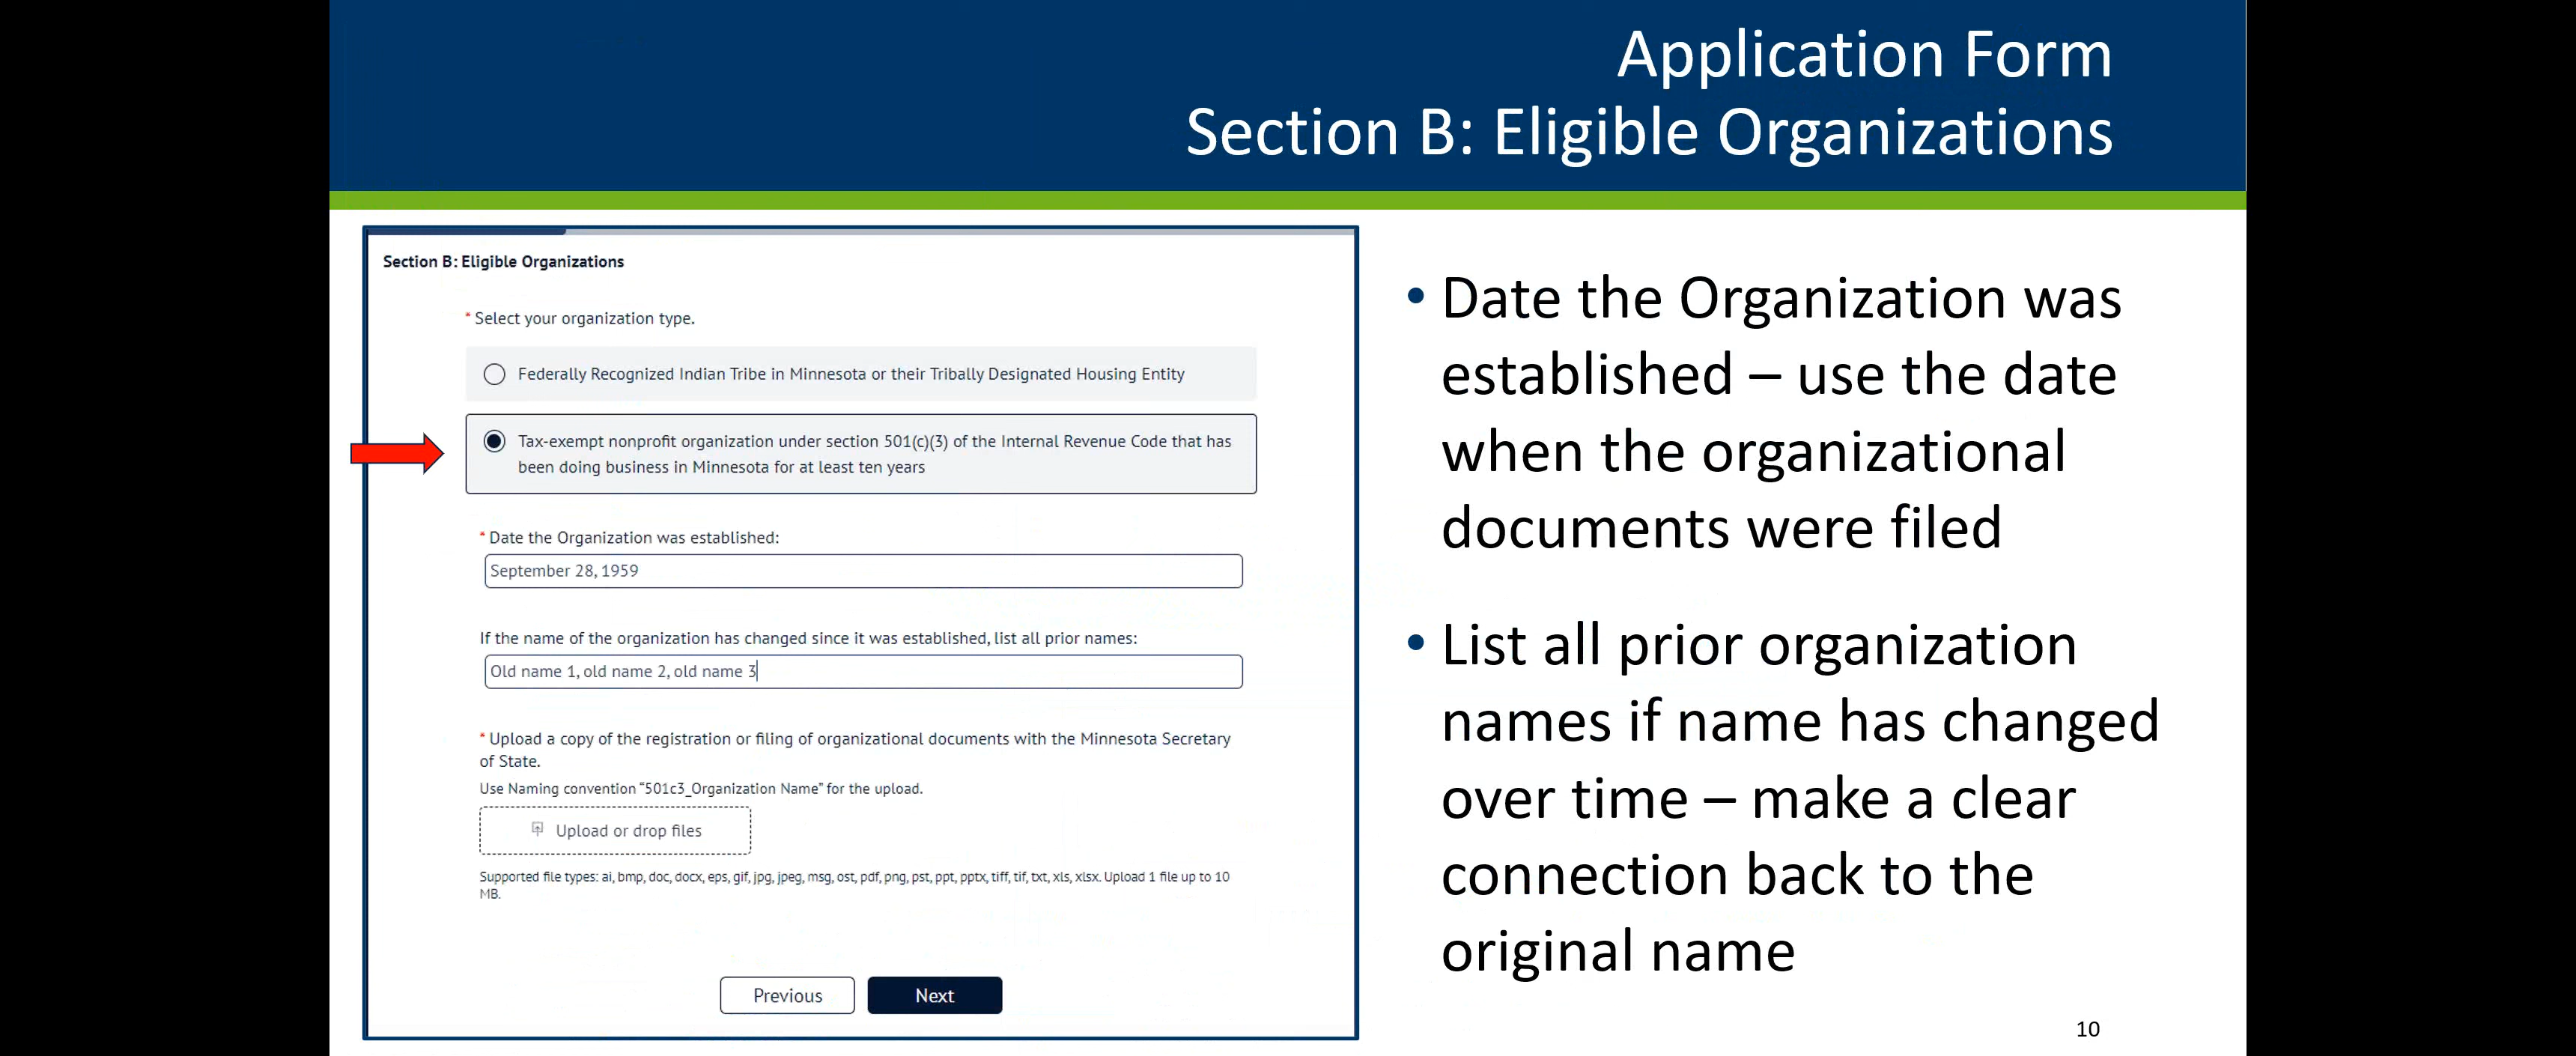 Application Form
Section B: Eligible Organizations
Section B: Eligible Organizations
* Select your organization type.
Federally Recognized Indian Tribe in Minnesota or their Tribally Designated Housing Entity
Tax-exempt nonprofit organization under section 501(c)(3) of the Internal Revenue Code that has
been doing business in Minnesota for at least ten years
* Date the Organization was established:
September 28, 1959
If the name of the organization has changed since it was established, list all prior names:
Old name 1, old name 2, old name 3
* Upload a copy of the registration or filing of organizational documents with the Minnesota Secretary
of State.
Use Naming convention “501c3_Organization Name” for the upload.
Upload or drop files
Supported file types: ai, bmp, doc, docx, eps, gif, jpg, jpeg, msg, ost, pdf, png, pst, ppt, pptx, tiff, tif, txt, xls, xlsx. Upload 1 file up to 10
MB.
Previous
Next
• Date the Organization was
established – use the date
when the organizational
documents were filed
• List all prior organization
names if name has changed
over time – make a clear
connection back to the
original name
10